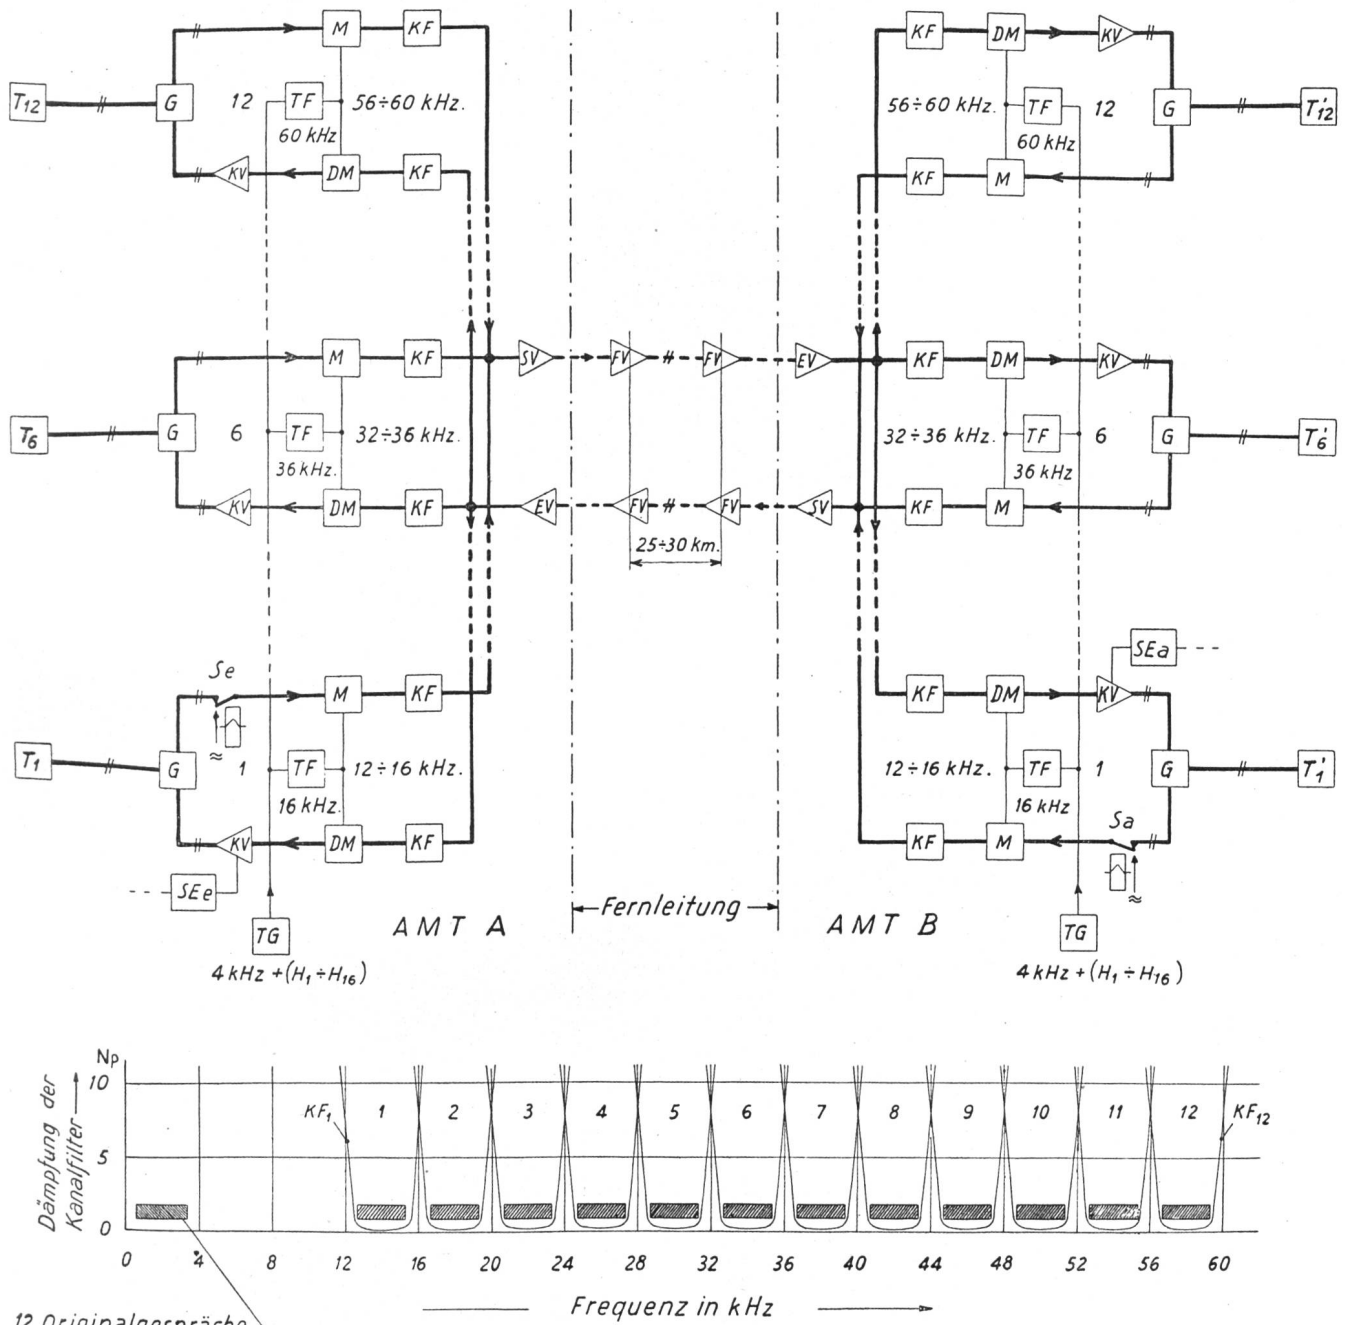 M KF KF DM KV
T12 G 12 TF 56÷60 kHz. 56÷60 kHz. TF 12 G T'12
60 kHz 60 kHz
KV DM KF KF M
M KF SV FV FV EV KF DM KV
T6 G 6 TF 32÷36 kHz. 32÷36 kHz. TF 6 G T'6
36 kHz. 36 kHz
KV DM KF EV FV FV SV KF M
25÷30 km.
SEa
Se M KF KF DM KV
T1 G ≈ 1 TF 12÷16 kHz. 12÷16 kHz. TF 1 G T'1
16 kHz. 16 kHz
Sa
KV DM KF KF M
SEe ≈
AMT A Fernleitung AMT B
TG TG
4 kHz + (H1 ÷ H16) 4 kHz + (H1 ÷ H16)
Dämpfung der
Kanalfilter
Np
10
KF1 1 2 3 4 5 6 7 8 9 10 11 12 KF12
5
0
0 4 8 12 16 20 24 28 32 36 40 44 48 52 56 60
Frequenz in kHz
12 Originalgespräche